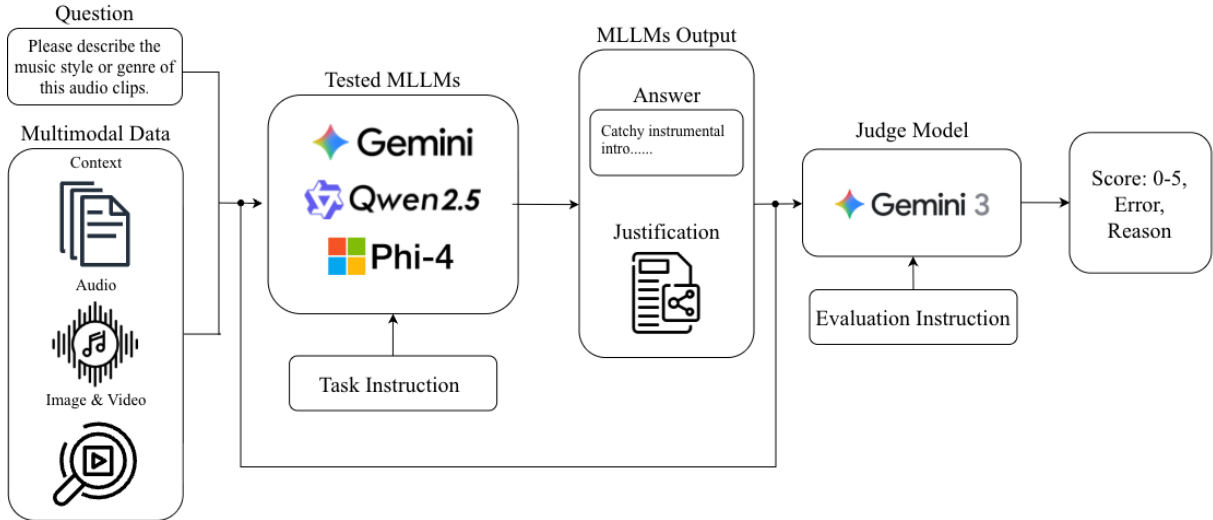 Question
Please describe the
music style or genre of
this audio clips.
Multimodal Data
Context
Audio
Image & Video
Tested MLLMs
Gemini
Qwen2.5
Phi-4
Task Instruction
MLLMs Output
Answer
Catchy instrumental
intro......
Justification
Judge Model
Gemini 3
Evaluation Instruction
Score: 0-5,
Error,
Reason